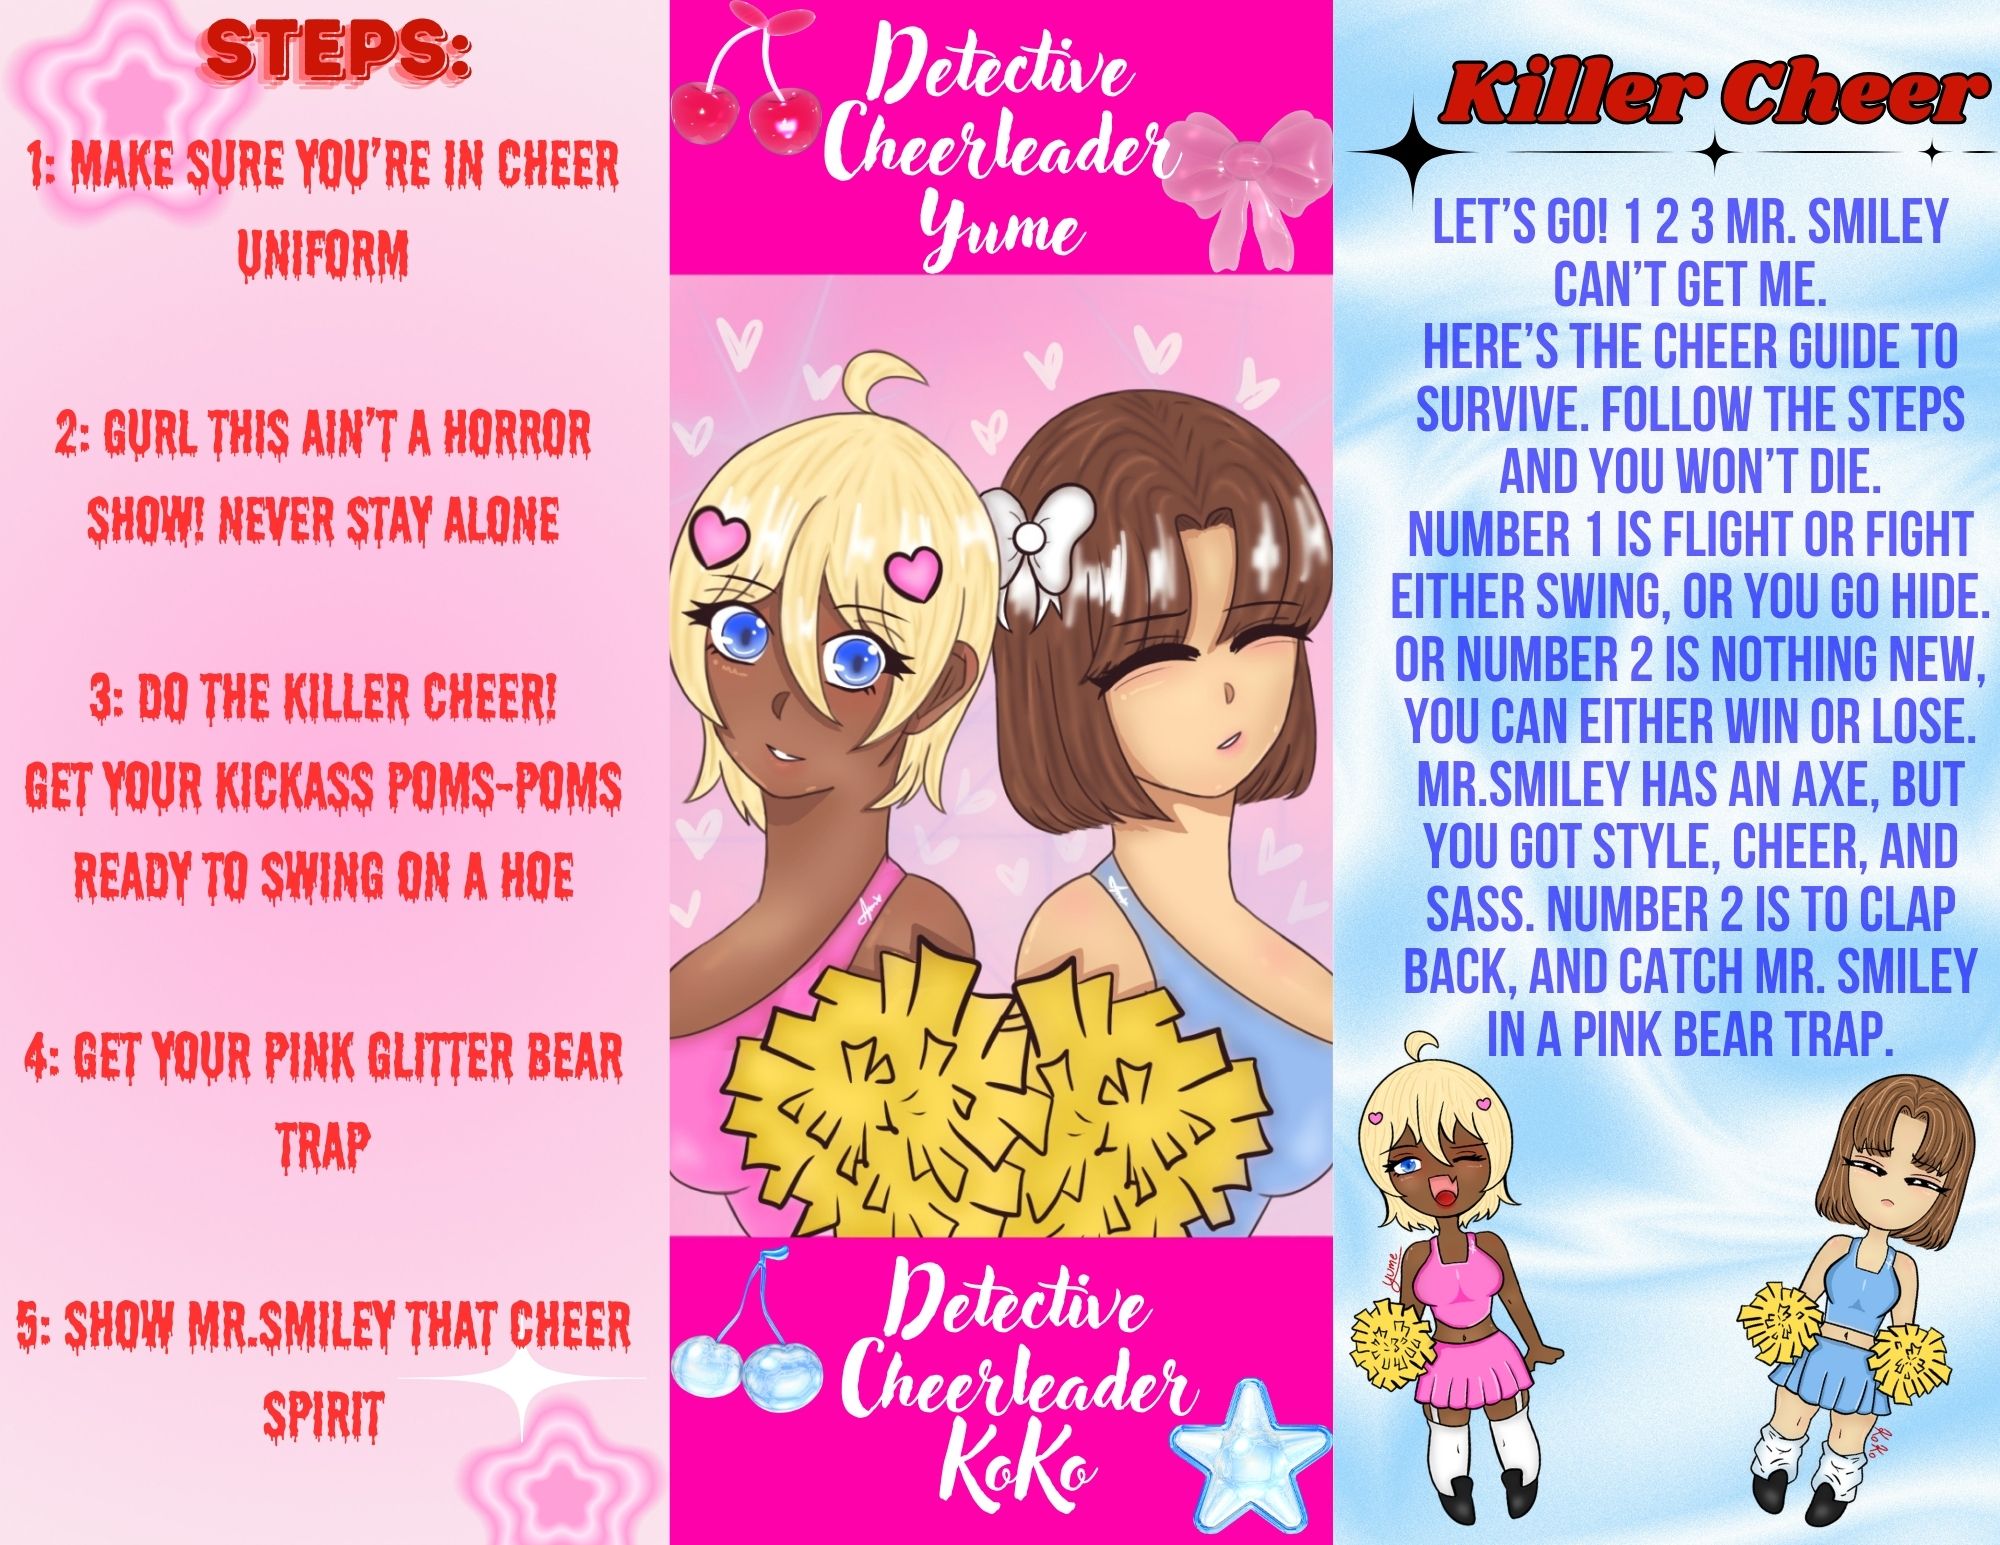 STEPS:
1: MAKE SURE YOU'RE IN CHEER
UNIFORM
2: GURL THIS AIN'T A HORROR
SHOW! NEVER STAY ALONE
3: DO THE KILLER CHEER!
GET YOUR KICKASS POMS-POMS
READY TO SWING ON A HOE
4: GET YOUR PINK GLITTER BEAR
TRAP
5: SHOW MR.SMILEY THAT CHEER
SPIRIT
Detective
Cheerleader
Yume
Detective
Cheerleader
KoKo
Killer Cheer
LET'S GO! 1 2 3 MR. SMILEY
CAN'T GET ME.
HERE'S THE CHEER GUIDE TO
SURVIVE. FOLLOW THE STEPS
AND YOU WON'T DIE.
NUMBER 1 IS FLIGHT OR FIGHT
EITHER SWING, OR YOU GO HIDE.
OR NUMBER 2 IS NOTHING NEW,
YOU CAN EITHER WIN OR LOSE.
MR.SMILEY HAS AN AXE, BUT
YOU GOT STYLE, CHEER, AND
SASS. NUMBER 2 IS TO CLAP
BACK, AND CATCH MR. SMILEY
IN A PINK BEAR TRAP.
Yume
KoKo